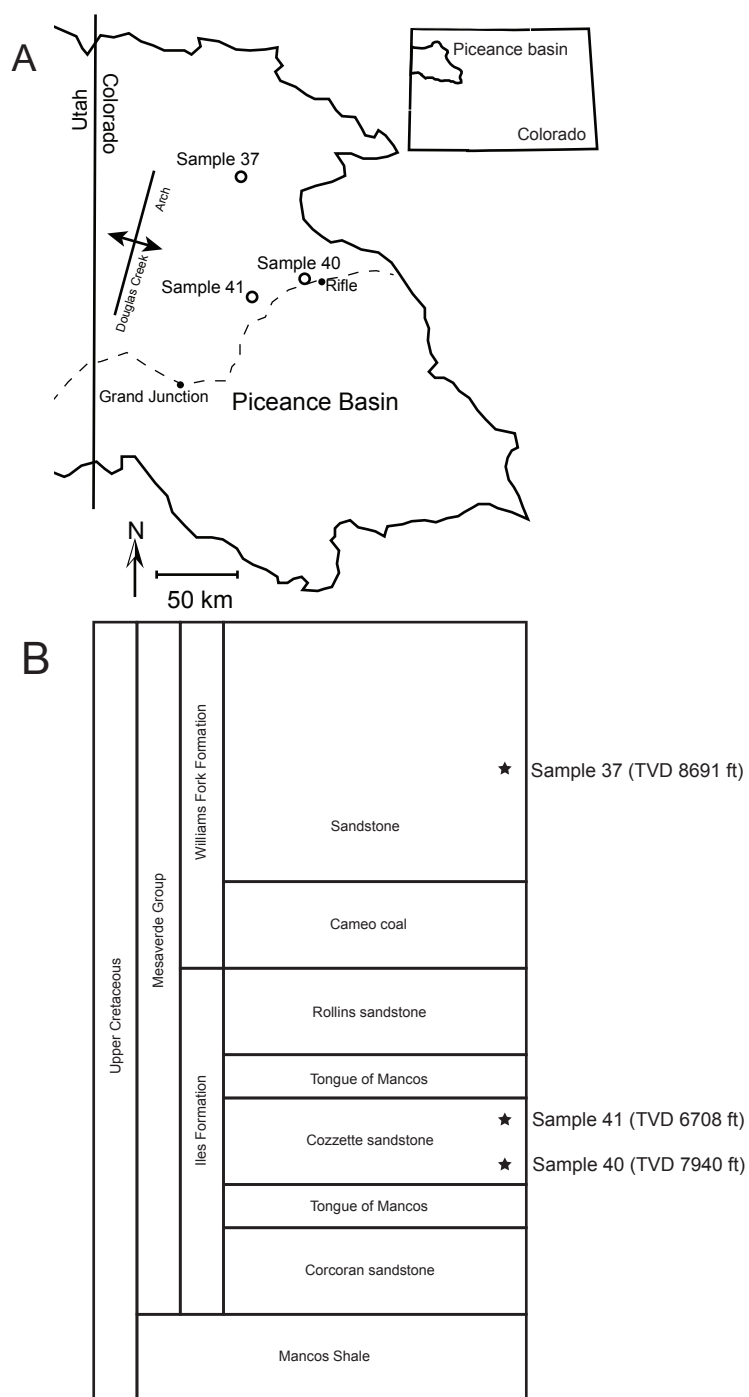 A
Utah
Colorado
Piceance basin
Colorado
Sample 37
Arch
Douglas Creek
Sample 40
Sample 41
Rifle
Grand Junction
Piceance Basin
N
50 km
B
Upper Cretaceous
Mesaverde Group
Williams Fork Formation
Iles Formation
Sample 37 (TVD 8691 ft)
Sandstone
Cameo coal
Rollins sandstone
Tongue of Mancos
Sample 41 (TVD 6708 ft)
Cozzette sandstone
Sample 40 (TVD 7940 ft)
Tongue of Mancos
Corcoran sandstone
Mancos Shale